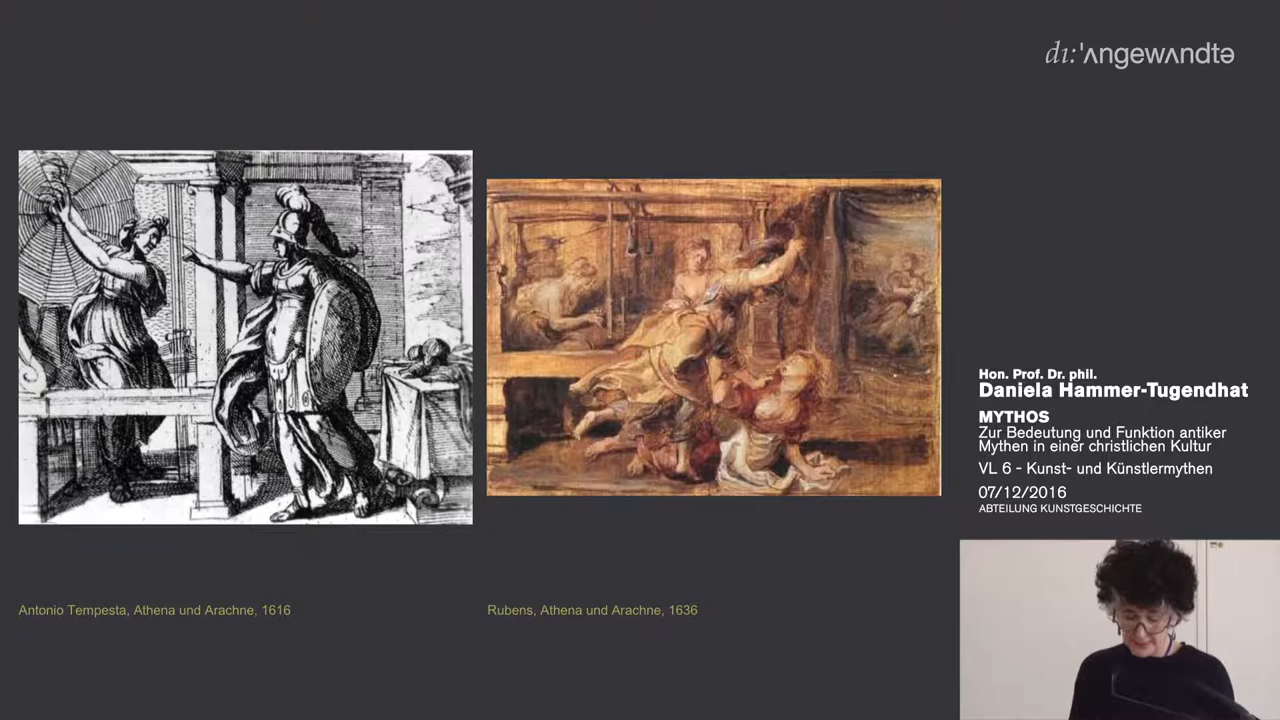 dı:'ʌngewʌndtə
Hon. Prof. Dr. phil.
Daniela Hammer-Tugendhat
MYTHOS
Zur Bedeutung und Funktion antiker
Mythen in einer christlichen Kultur
VL 6 - Kunst- und Künstlermythen
07/12/2016
ABTEILUNG KUNSTGESCHICHTE
Antonio Tempesta, Athena und Arachne, 1616
Rubens, Athena und Arachne, 1636